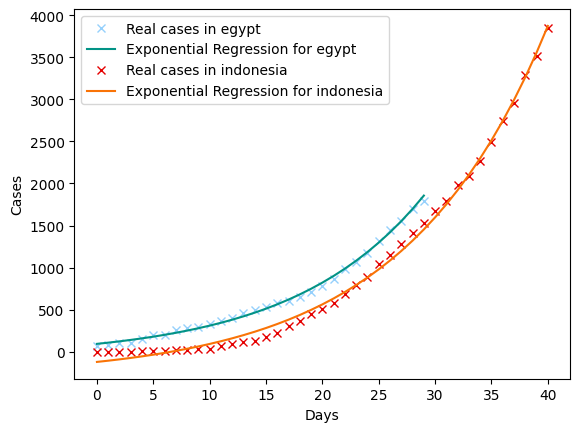 Real cases in egypt
Exponential Regression for egypt
Real cases in indonesia
Exponential Regression for indonesia
4000
3500
3000
2500
2000
1500
1000
500
0
Cases
0 5 10 15 20 25 30 35 40
Days